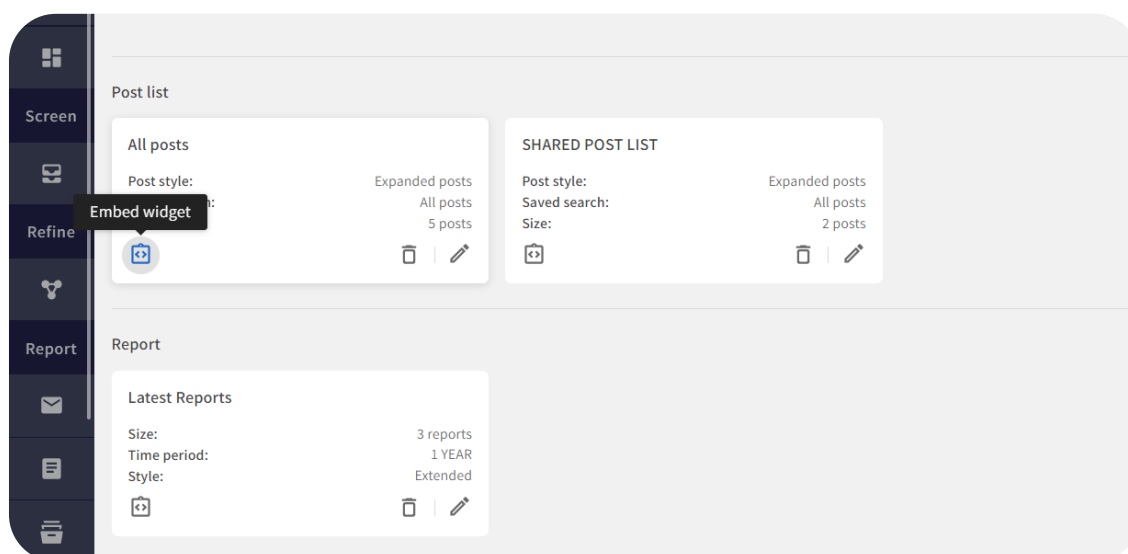 Screen
Refine
Report
Post list
All posts
Post style: Expanded posts
All posts
5 posts
Embed widget
SHARED POST LIST
Post style: Expanded posts
Saved search: All posts
Size: 2 posts
Report
Latest Reports
Size: 3 reports
Time period: 1 YEAR
Style: Extended